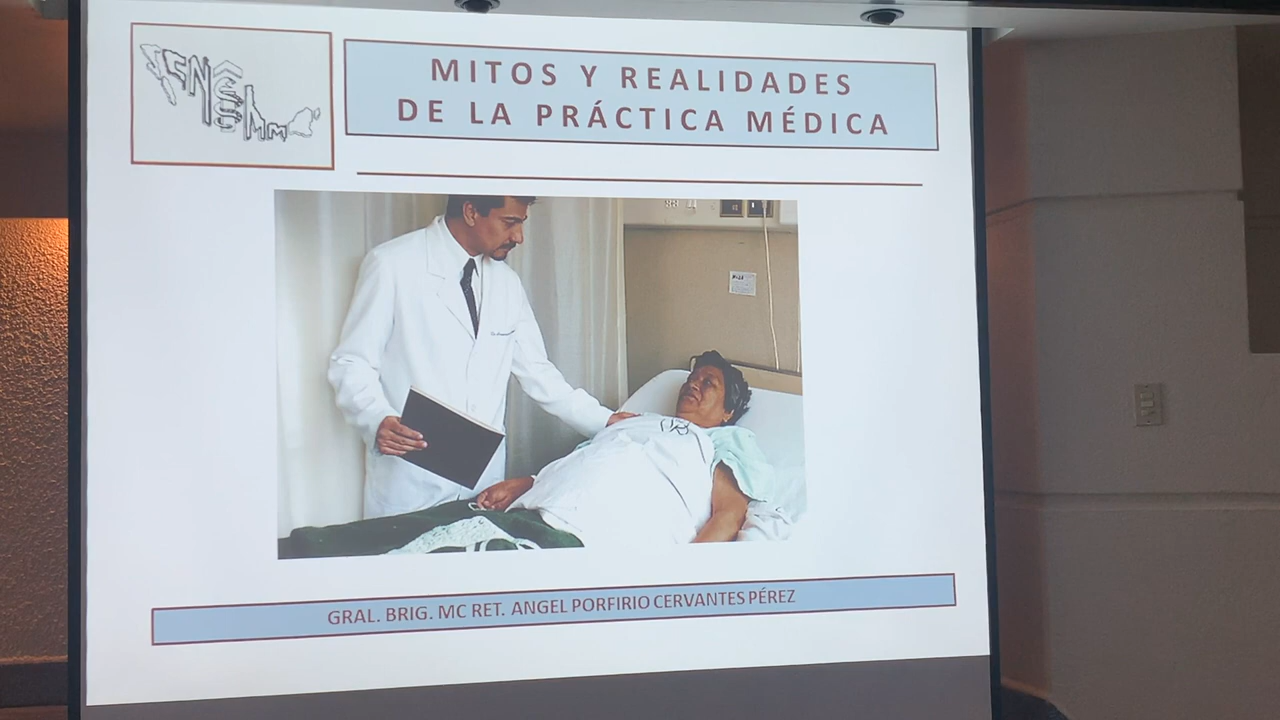 MITOS Y REALIDADES
DE LA PRÁCTICA MÉDICA
GRAL. BRIG. MC RET. ANGEL PORFIRIO CERVANTES PÉREZ